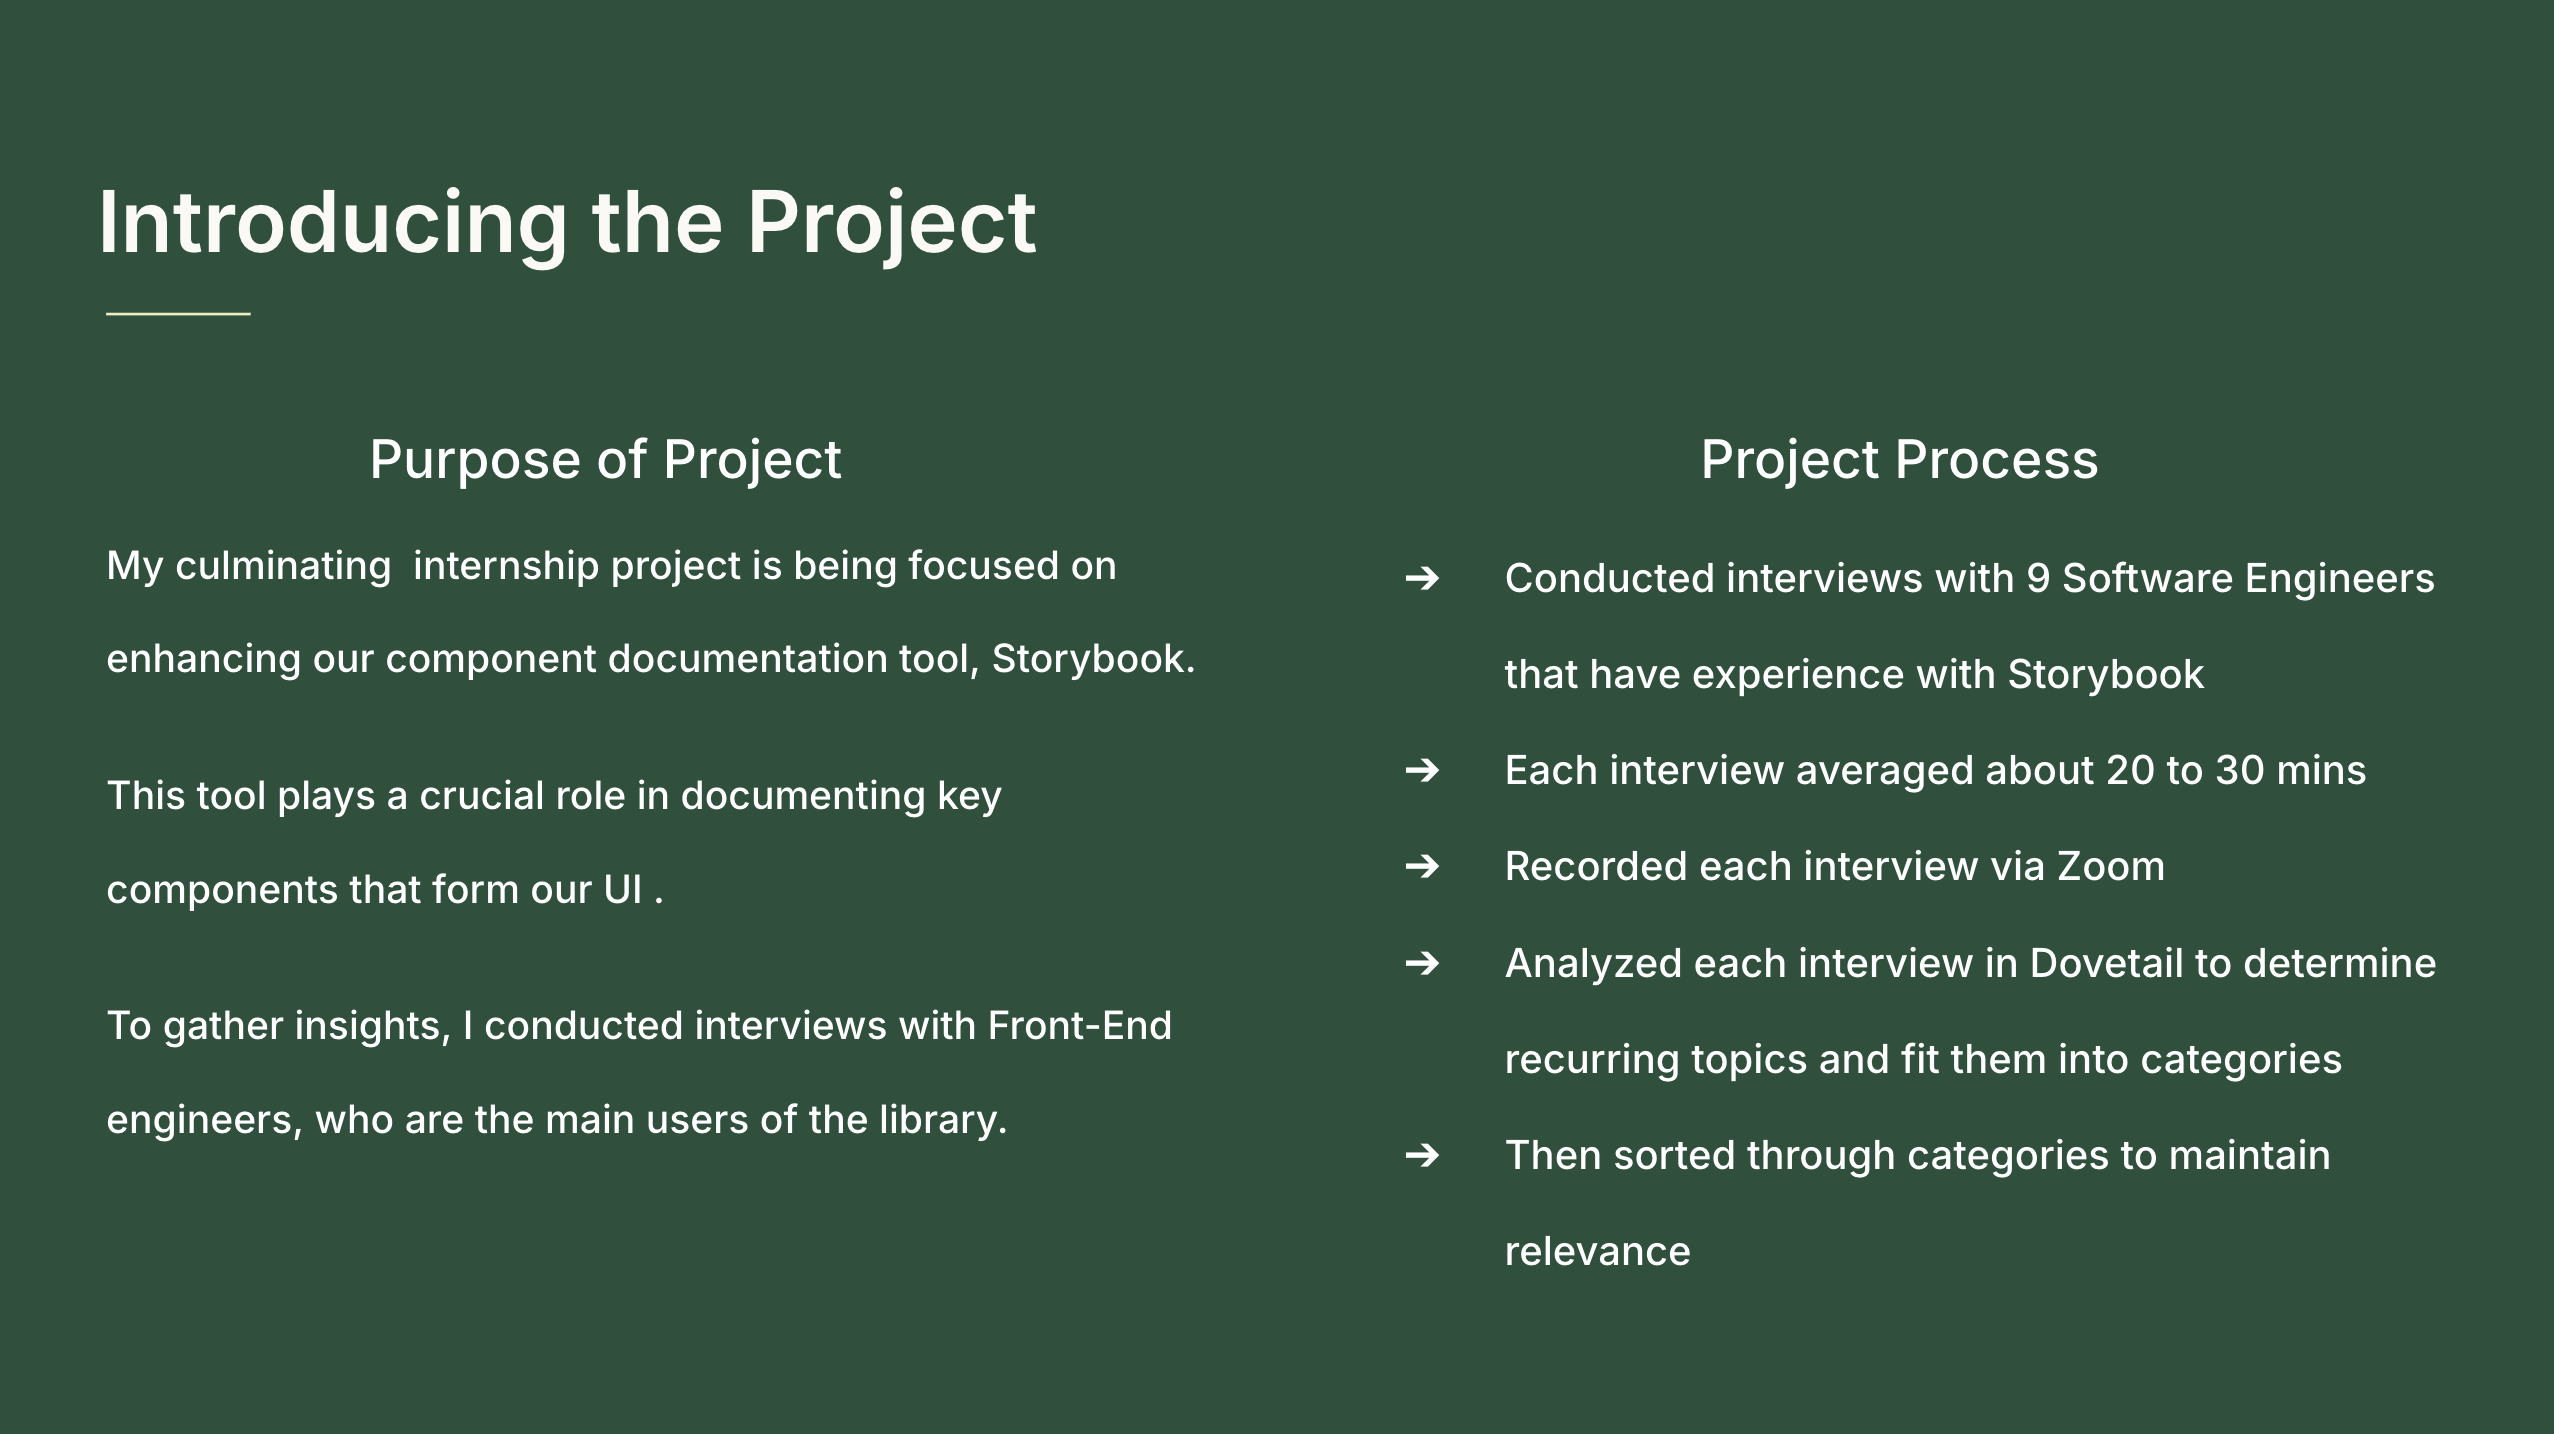 Introducing the Project
Purpose of Project
My culminating  internship project is being focused on
enhancing our component documentation tool, Storybook.
This tool plays a crucial role in documenting key
components that form our UI .
To gather insights, I conducted interviews with Front-End
engineers, who are the main users of the library.
Project Process
➔ Conducted interviews with 9 Software Engineers
that have experience with Storybook
➔ Each interview averaged about 20 to 30 mins
➔ Recorded each interview via Zoom
➔ Analyzed each interview in Dovetail to determine
recurring topics and fit them into categories
➔ Then sorted through categories to maintain
relevance